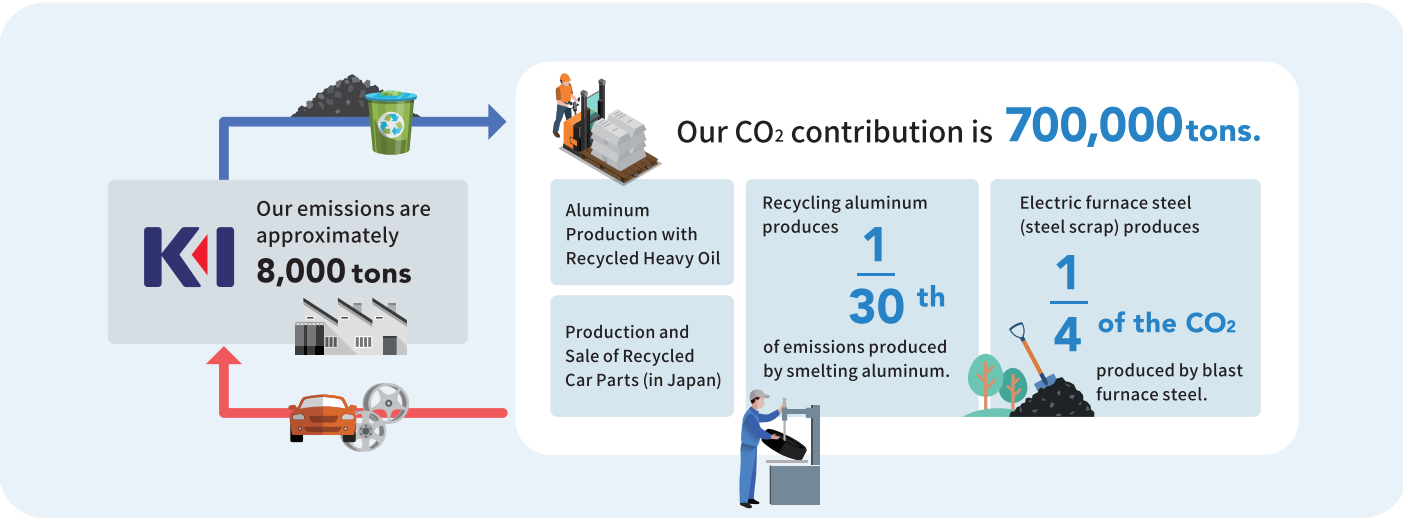 KI
Our emissions are
approximately
8,000 tons
Our CO2 contribution is 700,000 tons.
Aluminum
Production with
Recycled Heavy Oil
Production and
Sale of Recycled
Car Parts (in Japan)
Recycling aluminum
produces
1
30 th
of emissions produced
by smelting aluminum.
Electric furnace steel
(steel scrap) produces
1
4
of the CO2
produced by blast
furnace steel.